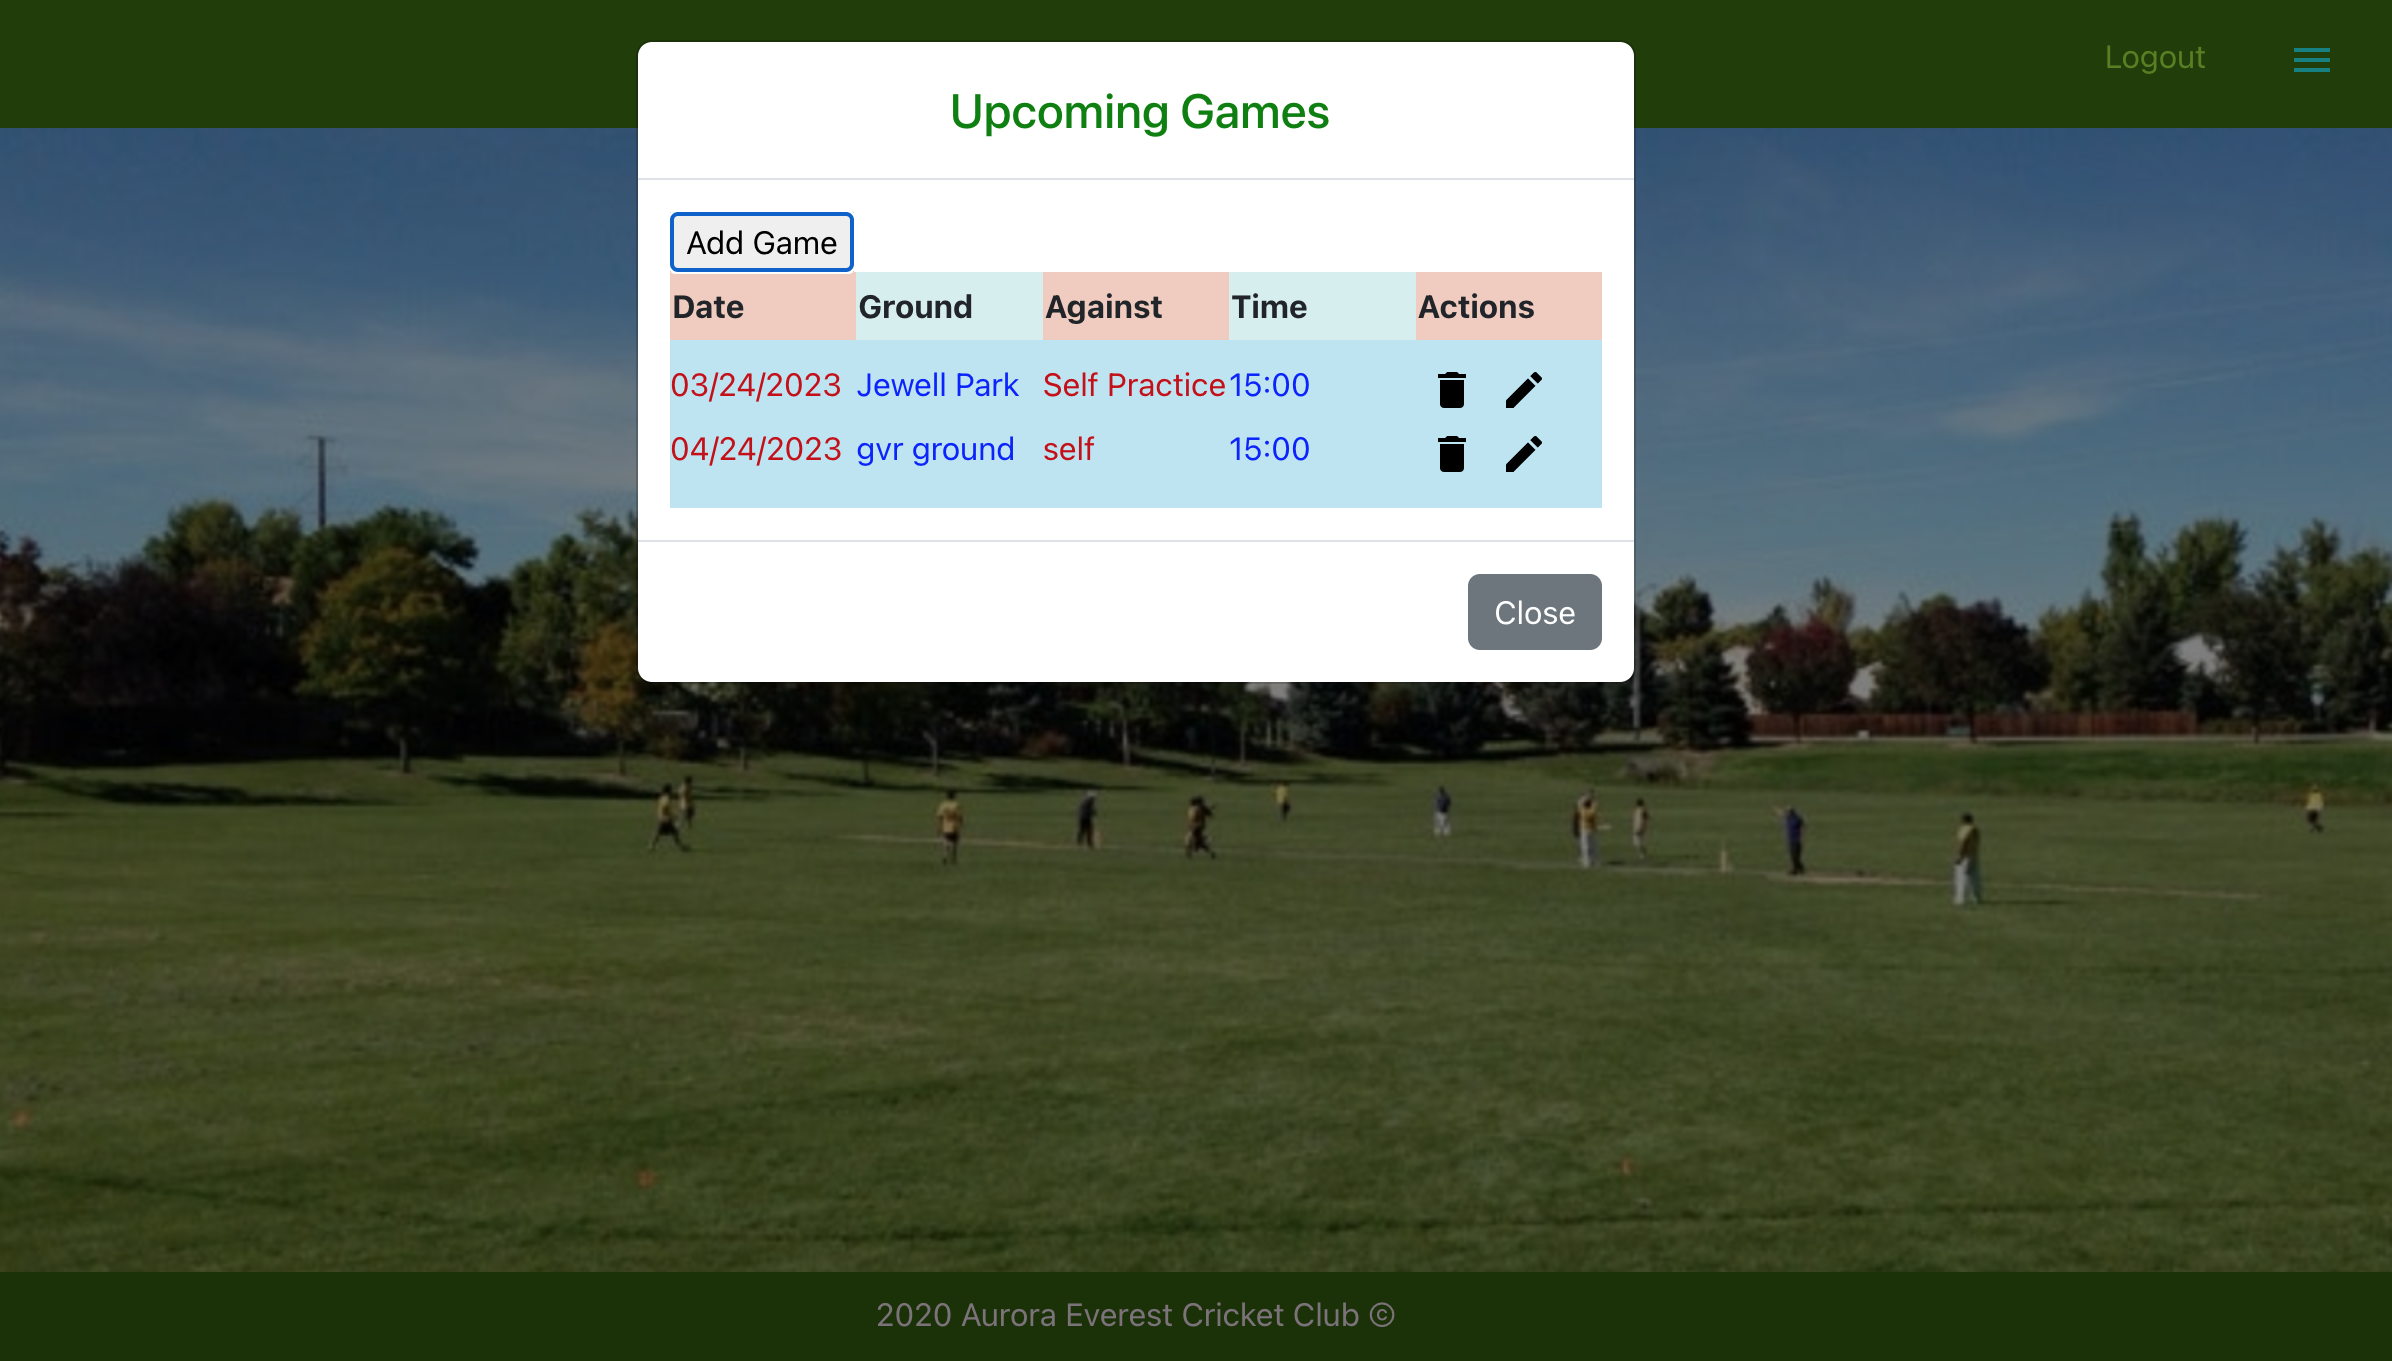 Logout
Upcoming Games
Add Game
Date Ground Against Time Actions
03/24/2023 Jewell Park Self Practice 15:00
04/24/2023 gvr ground self 15:00
Close
2020 Aurora Everest Cricket Club ©